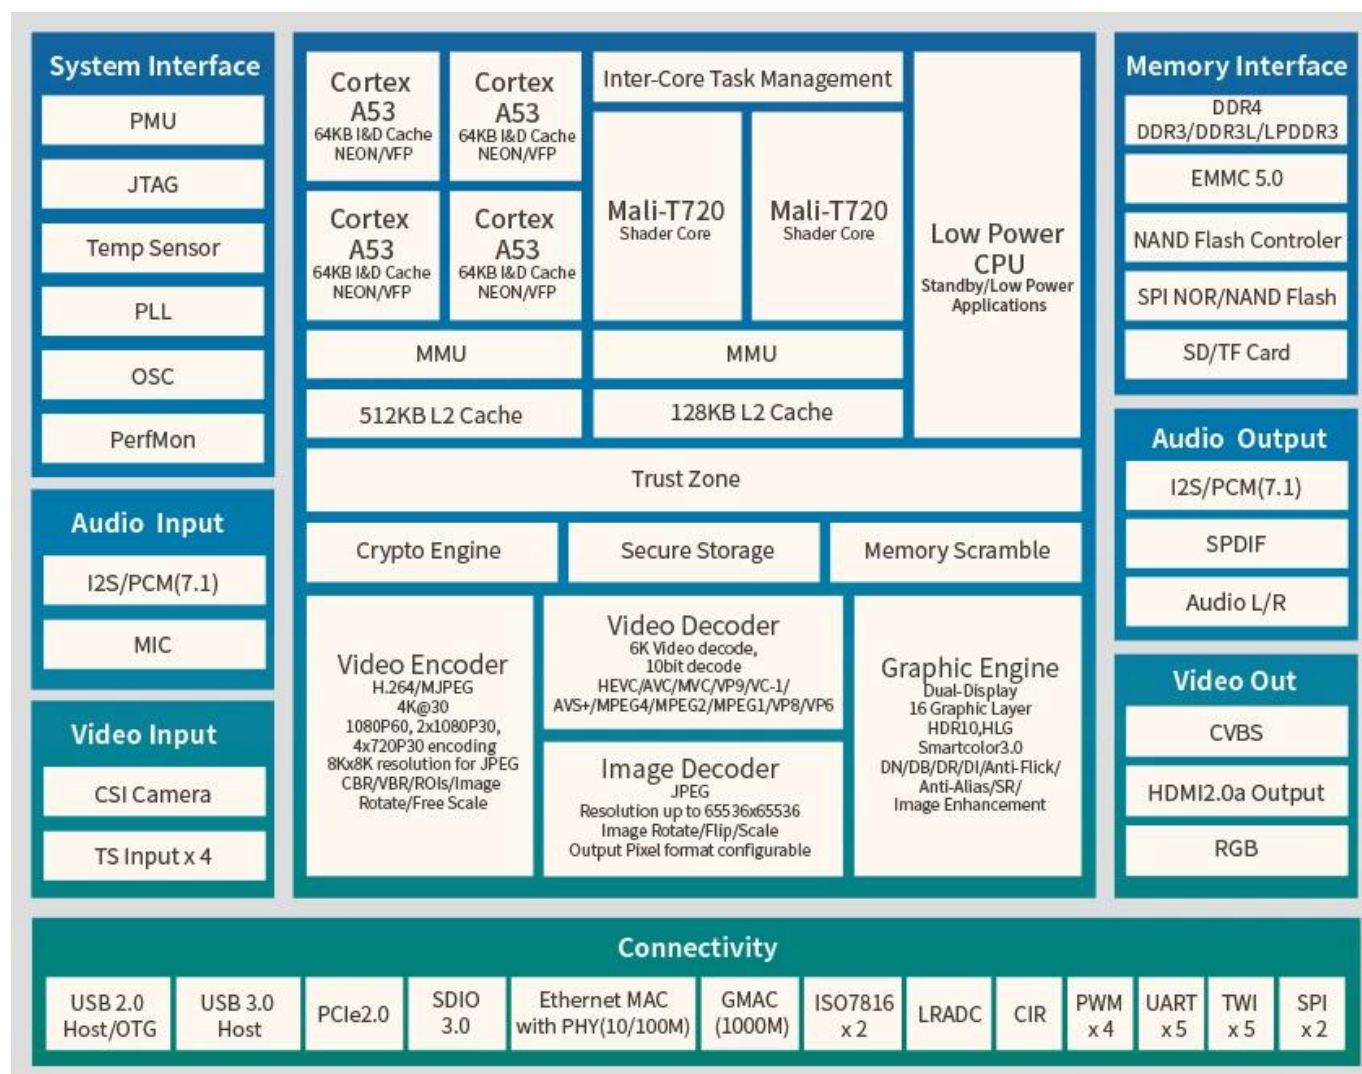 System Interface
PMU
JTAG
Temp Sensor
PLL
OSC
PerfMon
Audio Input
I2S/PCM(7.1)
MIC
Video Input
CSI Camera
TS Input x 4
Cortex
A53
64KB I&D Cache
NEON/VFP
Cortex
A53
64KB I&D Cache
NEON/VFP
Cortex
A53
64KB I&D Cache
NEON/VFP
Cortex
A53
64KB I&D Cache
NEON/VFP
MMU
512KB L2 Cache
Inter-Core Task Management
Mali-T720
Shader Core
Mali-T720
Shader Core
MMU
128KB L2 Cache
Low Power
CPU
Standby/Low Power
Applications
Trust Zone
Crypto Engine
Secure Storage
Memory Scramble
Video Encoder
H.264/MJPEG
4K@30
1080P60, 2x1080P30,
4x720P30 encoding
8Kx8K resolution for JPEG
CBR/VBR/ROIs/Image
Rotate/Free Scale
Video Decoder
6K Video decode,
10bit decode
HEVC/AVC/MVC/VP9/VC-1/
AVS+/MPEG4/MPEG2/MPEG1/VP8/VP6
Image Decoder
JPEG
Resolution up to 65536x65536
Image Rotate/Flip/Scale
Output Pixel format configurable
Graphic Engine
Dual-Display
16 Graphic Layer
HDR10,HLG
Smartcolor3.0
DN/DB/DR/DI/Anti-Flick/
Anti-Alias/SR/
Image Enhancement
Memory Interface
DDR4
DDR3/DDR3L/LPDDR3
EMMC 5.0
NAND Flash Controler
SPI NOR/NAND Flash
SD/TF Card
Audio Output
I2S/PCM(7.1)
SPDIF
Audio L/R
Video Out
CVBS
HDMI2.0a Output
RGB
Connectivity
USB 2.0
Host/OTG
USB 3.0
Host
PCIe2.0
SDIO
3.0
Ethernet MAC
with PHY(10/100M)
GMAC
(1000M)
ISO7816
x 2
LRADC
CIR
PWM
x 4
UART
x 5
TWI
x 5
SPI
x 2